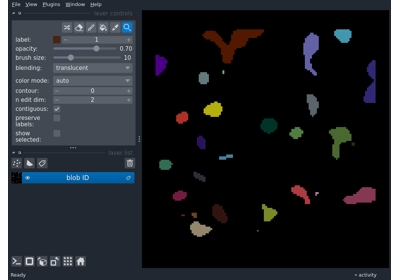 File View Plugins Window Help
layer controls
label: 1
opacity: 0.70
brush size: 10
blending: translucent
color mode: auto
contour: 0
n edit dim: 2
contiguous: ✓
preserve
labels:
show
selected:
layer list
blob ID
Ready activity